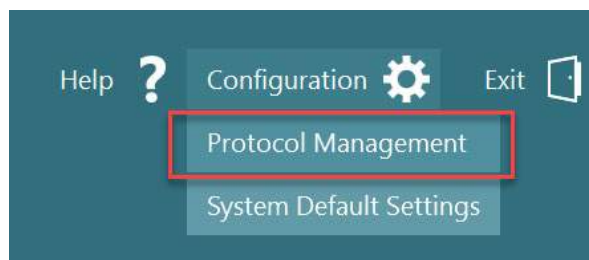 Help ? Configuration Exit
Protocol Management
System Default Settings